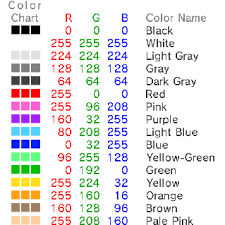 Color
Chart R G B Color Name
0 0 0 Black
255 255 255 White
224 224 224 Light Gray
128 128 128 Gray
64 64 64 Dark Gray
255 0 0 Red
255 96 208 Pink
160 32 255 Purple
80 208 255 Light Blue
0 32 255 Blue
96 255 128 Yellow-Green
0 192 0 Green
255 224 32 Yellow
255 160 16 Orange
160 128 96 Brown
255 208 160 Pale Pink